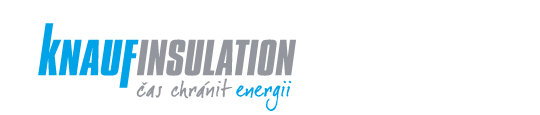 KNAUFINSULATION
čas chránit energii